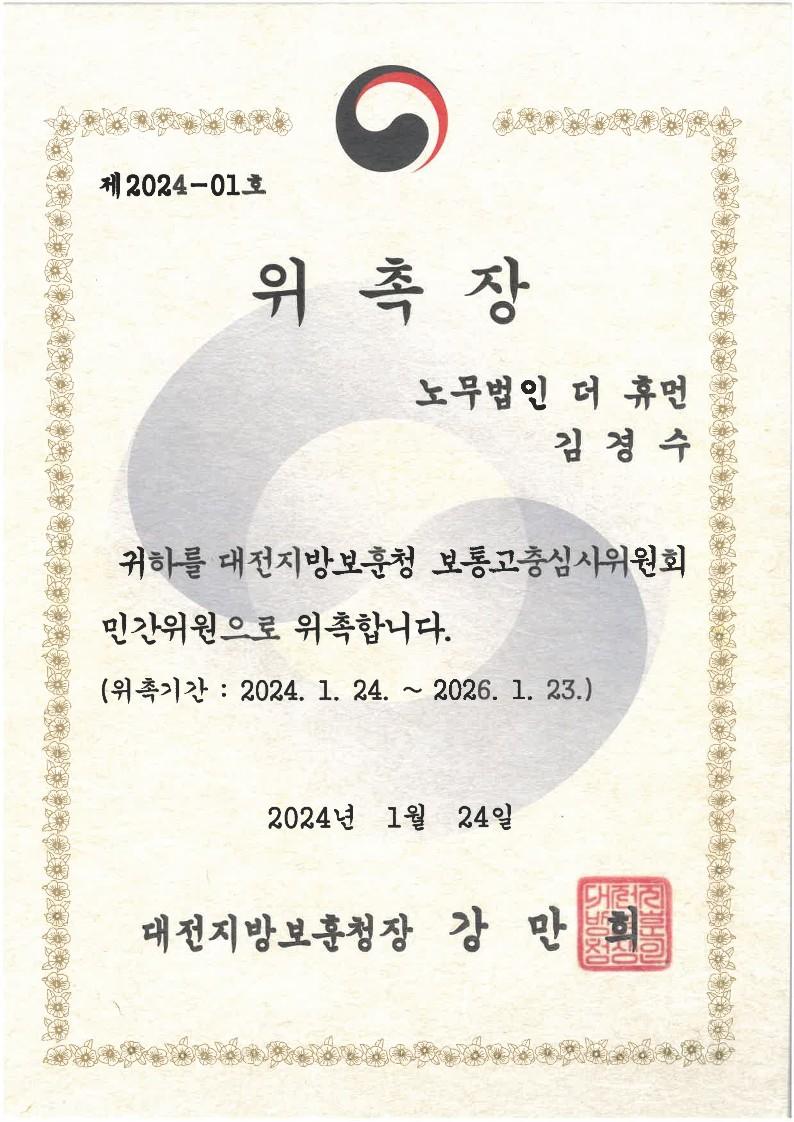 제2024-01호
위 촉 장
노무법인 더 휴먼
김 경 수
귀하를 대전지방보훈청 보통고충심사위원회
민간위원으로 위촉합니다.
(위촉기간 : 2024. 1. 24. ~ 2026. 1. 23.)
2024년 1월 24일
대전지방보훈청장 강 만 희